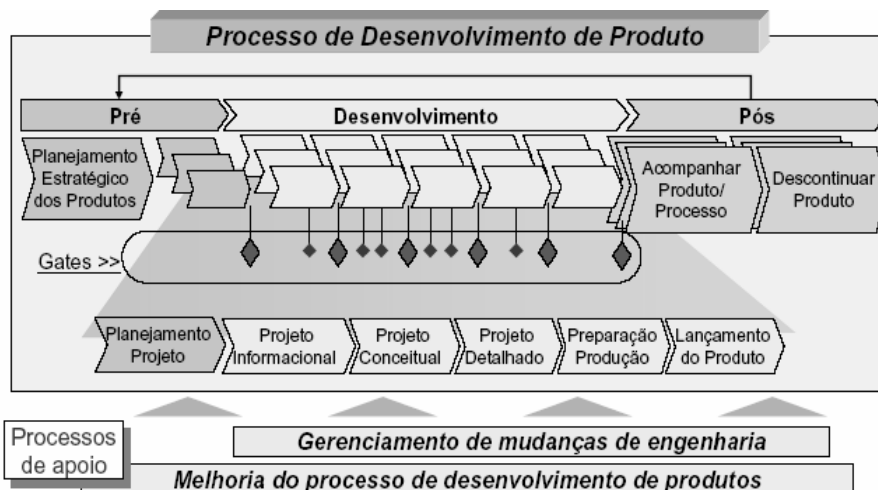 Processo de Desenvolvimento de Produto
Pré
Desenvolvimento
Pós
Planejamento
Estratégico
dos Produtos
Acompanhar
Produto/
Processo
Descontinuar
Produto
Gates >>
Planejamento
Projeto
Projeto
Informacional
Projeto
Conceitual
Projeto
Detalhado
Preparação
Produção
Lançamento
do Produto
Processos
de apoio
Gerenciamento de mudanças de engenharia
Melhoria do processo de desenvolvimento de produtos